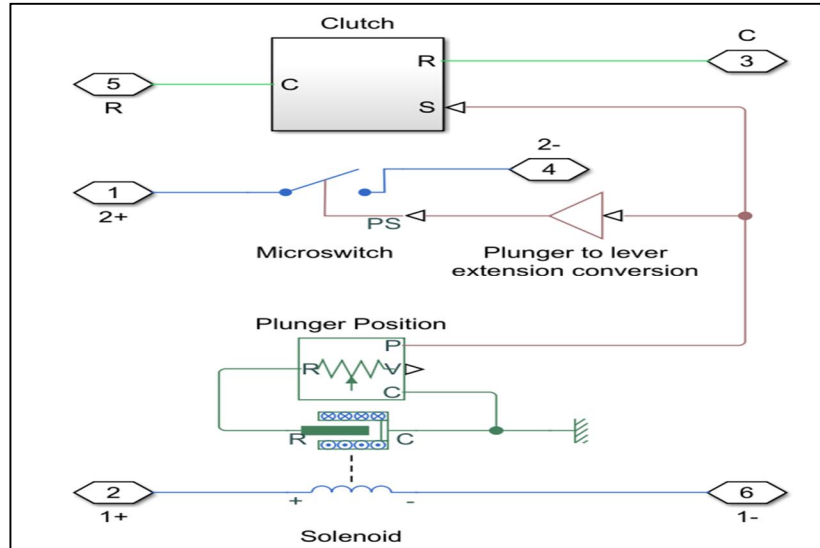 Clutch
C
5
C
R
3
R
S
2-
4
1
2+
PS
Microswitch
Plunger to lever
extension conversion
Plunger Position
P
R
V
C
R
C
2
1+
+
-
6
1-
Solenoid